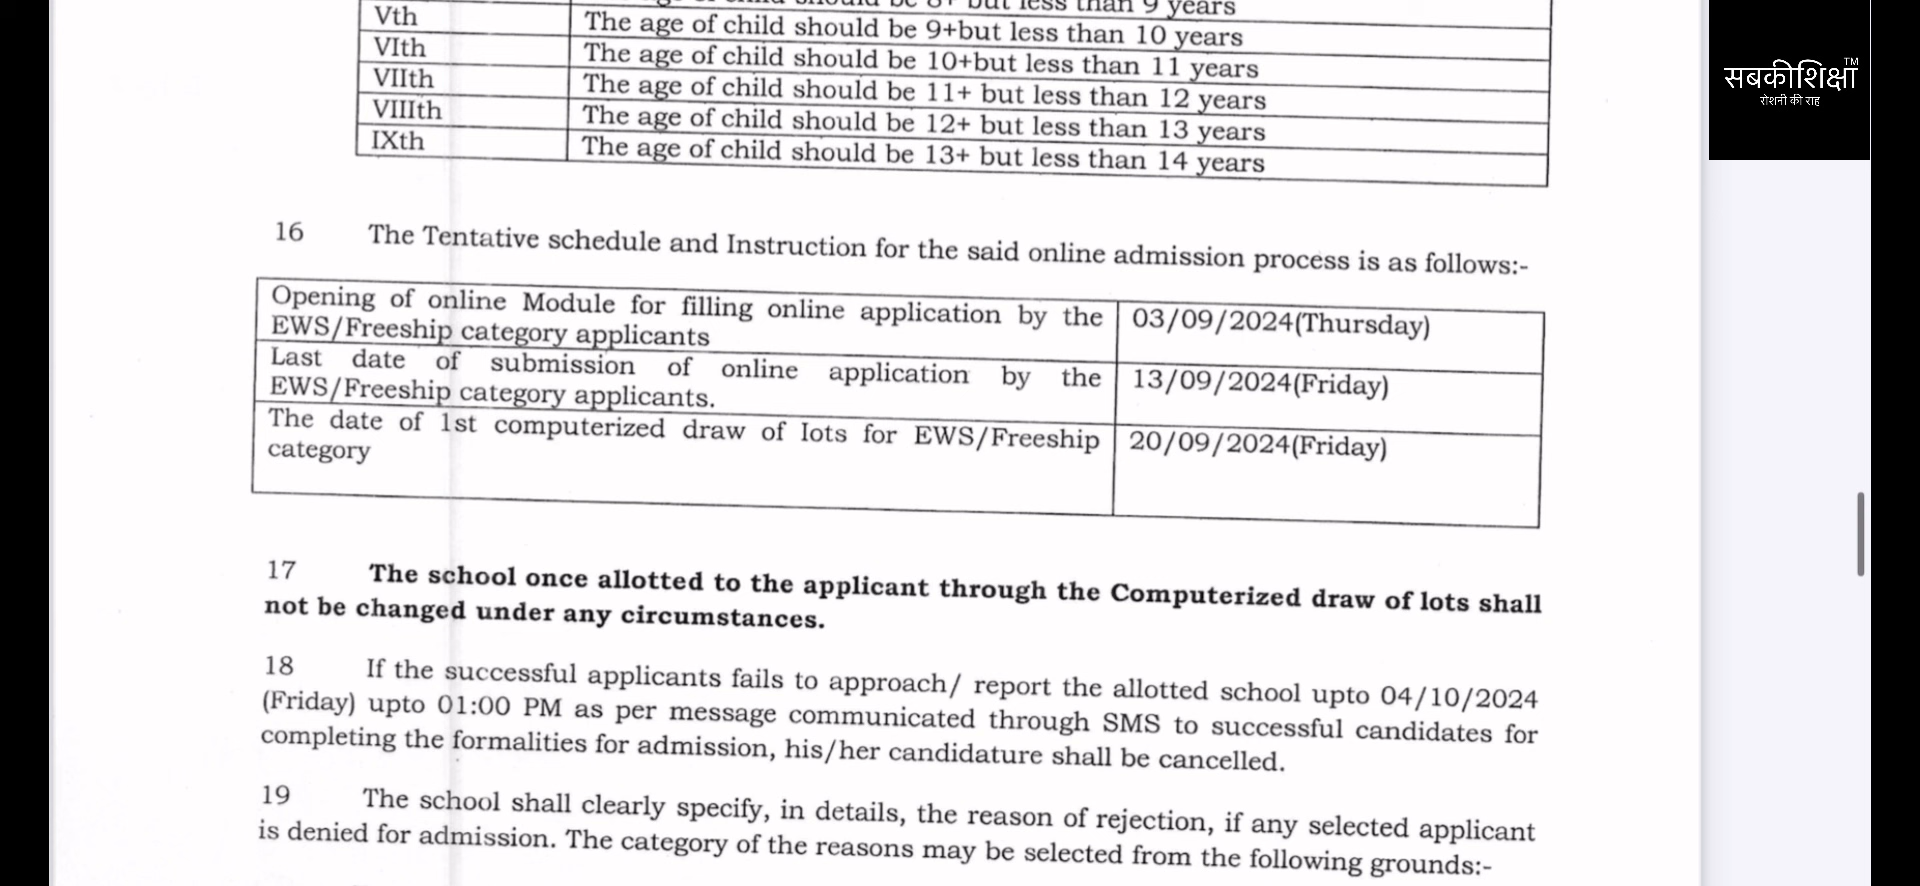 but less than 9 years
Vth The age of child should be 9+but less than 10 years
VIth The age of child should be 10+but less than 11 years
VIIth The age of child should be 11+ but less than 12 years
VIIIth The age of child should be 12+ but less than 13 years
IXth The age of child should be 13+ but less than 14 years
सबकीशिक्षा TM
रोशनी की राह
16 The Tentative schedule and Instruction for the said online admission process is as follows:-
Opening of online Module for filling online application by the 03/09/2024(Thursday)
EWS/Freeship category applicants
Last date of submission of online application by the 13/09/2024(Friday)
EWS/Freeship category applicants.
The date of 1st computerized draw of Iots for EWS/Freeship 20/09/2024(Friday)
category
17 The school once allotted to the applicant through the Computerized draw of lots shall
not be changed under any circumstances.
18 If the successful applicants fails to approach/ report the allotted school upto 04/10/2024
(Friday) upto 01:00 PM as per message communicated through SMS to successful candidates for
completing the formalities for admission, his/her candidature shall be cancelled.
19 The school shall clearly specify, in details, the reason of rejection, if any selected applicant
is denied for admission. The category of the reasons may be selected from the following grounds:-